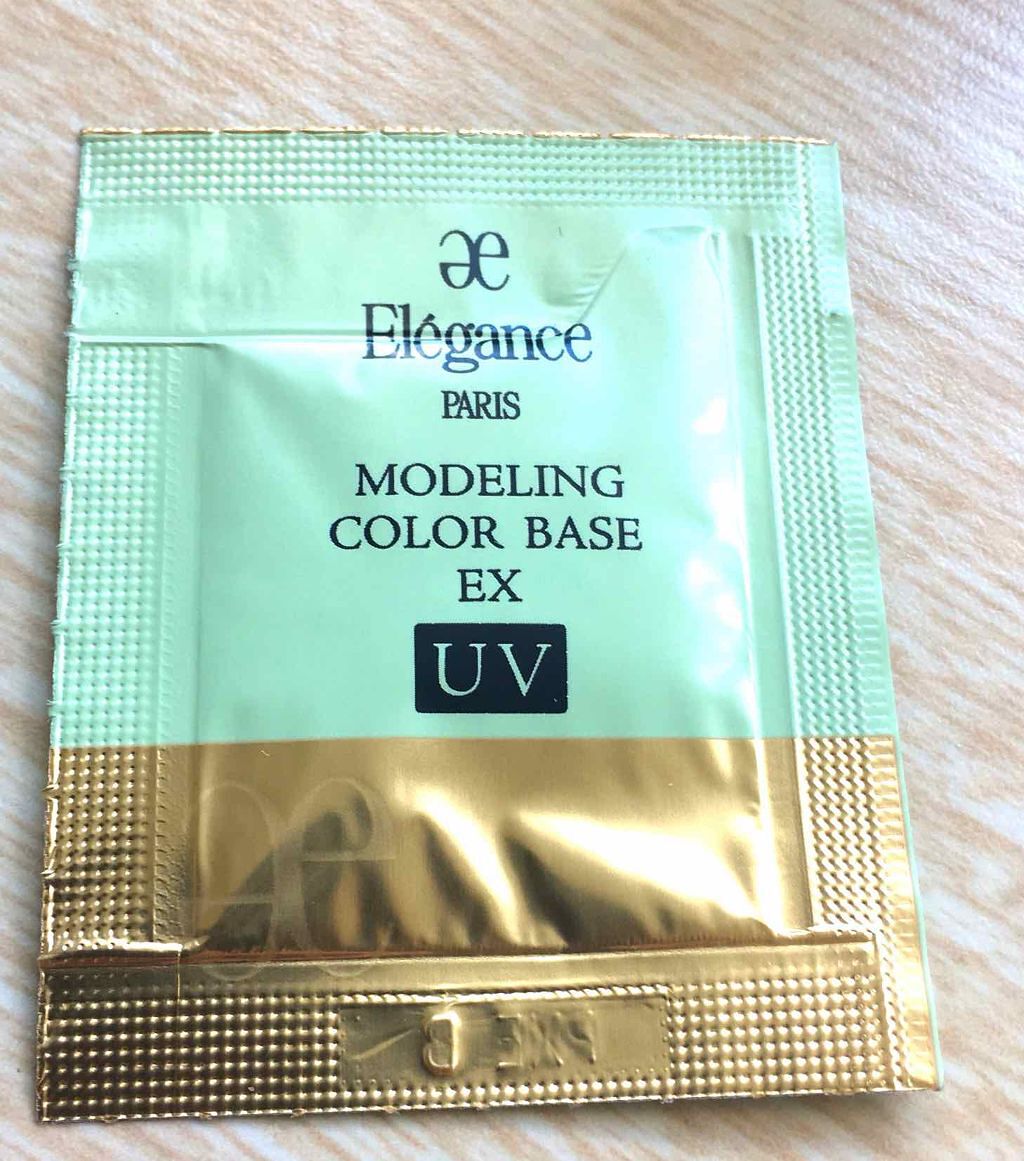 æ
Elégance
PARIS
MODELING
COLOR BASE
EX
UV